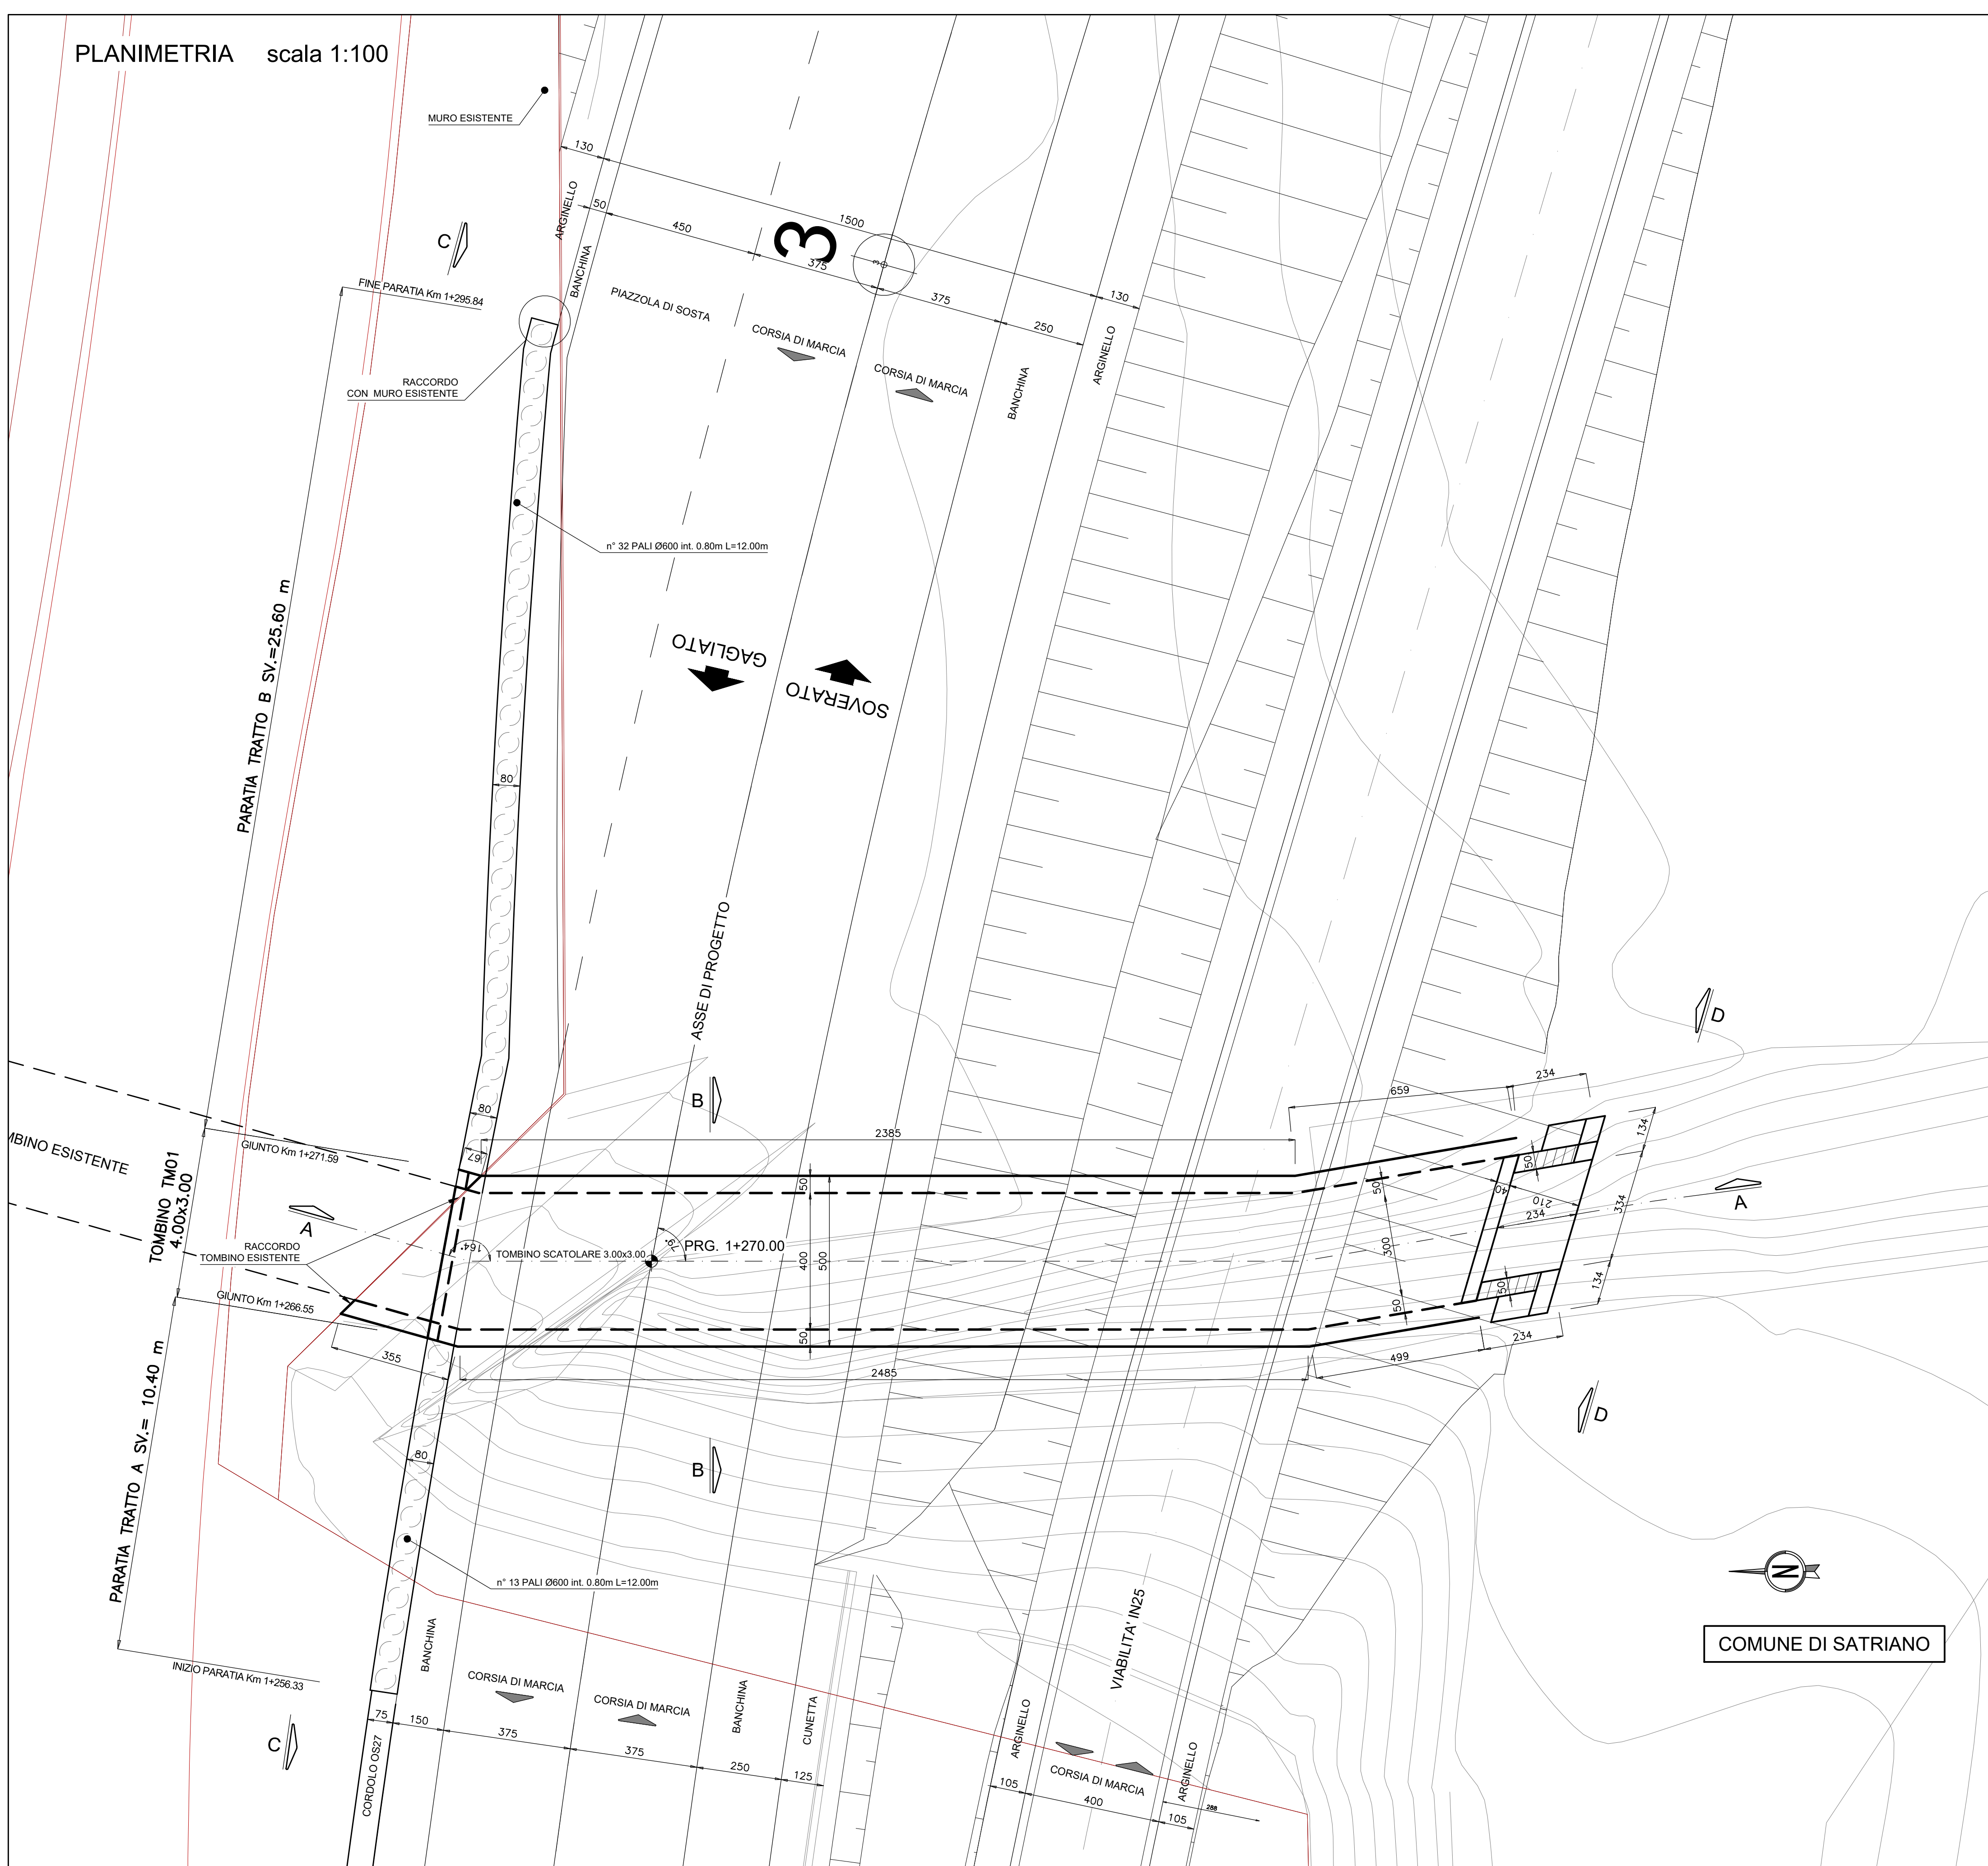 PLANIMETRIA scala 1:100
MURO ESISTENTE
130
ARGINELLO
50
BANCHINA
450
1500
3
375
3
375
130
250
C
FINE PARATIA Km 1+295.84
PIAZZOLA DI SOSTA
CORSIA DI MARCIA
CORSIA DI MARCIA
BANCHINA
ARGINELLO
RACCORDO
CON MURO ESISTENTE
n° 32 PALI Ø600 int. 0.80m L=12.00m
PARATIA TRATTO B SV.=25.60 m
GAGLIATO
SOVERATO
80
ASSE DI PROGETTO
D
B
234
659
80
2385
134
MBINO ESISTENTE
GIUNTO Km 1+271.59
67
TOMBINO TM01
4.00x3.00
50
50
50
40
210
334
A
A
234
RACCORDO
TOMBINO ESISTENTE
164°
TOMBINO SCATOLARE 3.00x3.00
79°
PRG. 1+270.00
400
500
300
GIUNTO Km 1+266.55
50
50
50
134
234
355
2485
499
D
PARATIA TRATTO A SV.= 10.40 m
80
B
n° 13 PALI Ø600 int. 0.80m L=12.00m
N
COMUNE DI SATRIANO
VIABILITA' IN25
INIZIO PARATIA Km 1+256.33
BANCHINA
CORSIA DI MARCIA
CORSIA DI MARCIA
BANCHINA
CUNETTA
ARGINELLO
ARGINELLO
C
75
150
375
375
250
125
CORDOLO OS27
105
CORSIA DI MARCIA
400
288
105